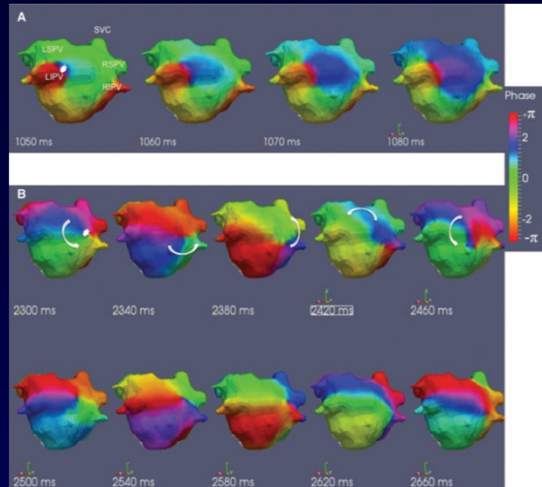 A
SVC
LSPV
RSPV
LIPV
RIPV
1050 ms
1060 ms
1070 ms
1080 ms
Phase
-π
2
0
-2
-π
B
2300 ms
2340 ms
2380 ms
2420 ms
2460 ms
2500 ms
2540 ms
2580 ms
2620 ms
2660 ms